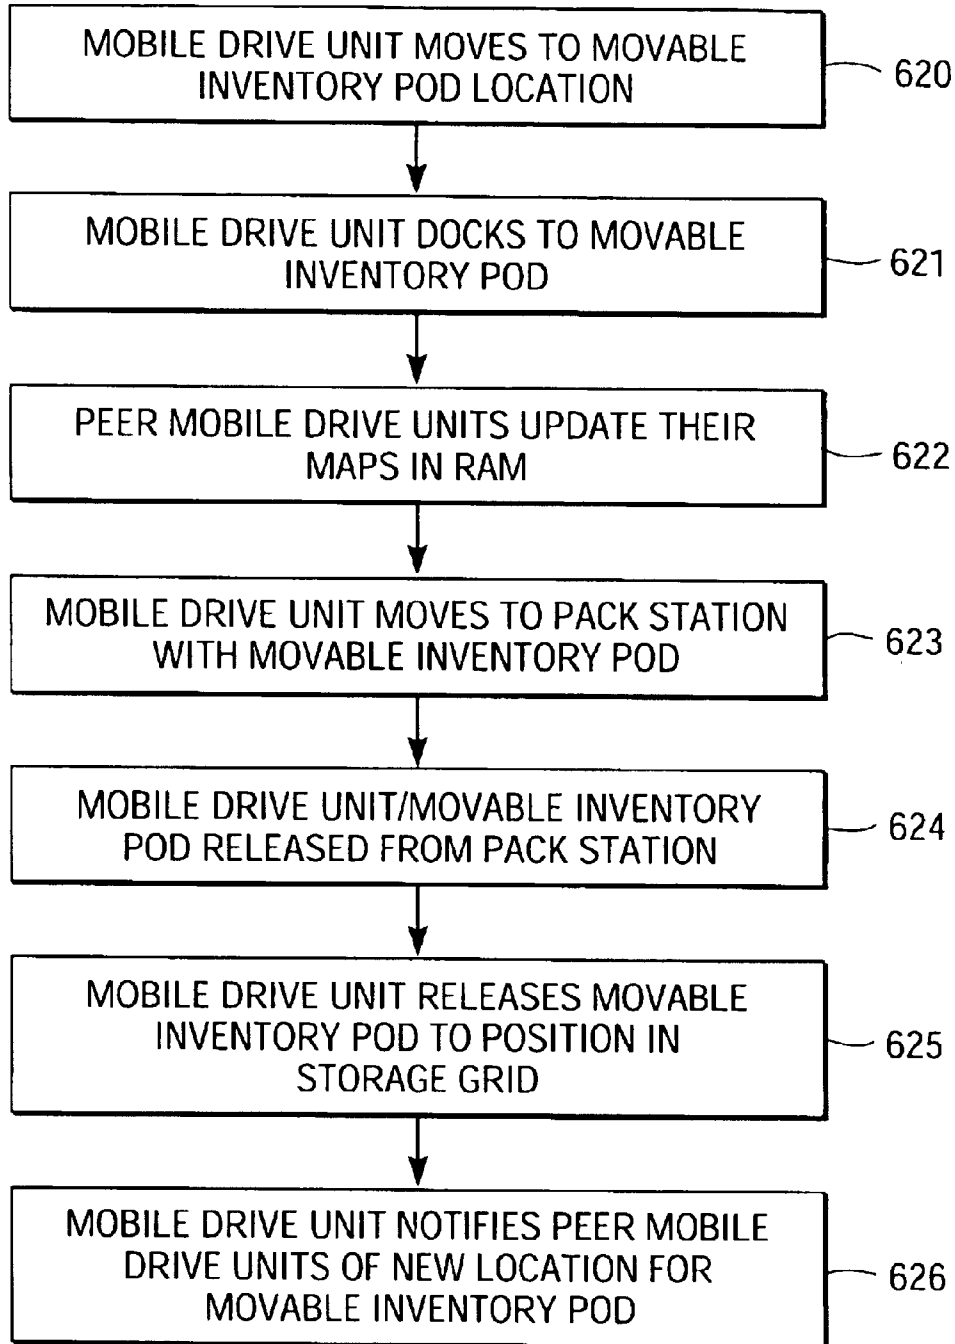 MOBILE DRIVE UNIT MOVES TO MOVABLE
INVENTORY POD LOCATION
620
MOBILE DRIVE UNIT DOCKS TO MOVABLE
INVENTORY POD
621
PEER MOBILE DRIVE UNITS UPDATE THEIR
MAPS IN RAM
622
MOBILE DRIVE UNIT MOVES TO PACK STATION
WITH MOVABLE INVENTORY POD
623
MOBILE DRIVE UNIT/MOVABLE INVENTORY
POD RELEASED FROM PACK STATION
624
MOBILE DRIVE UNIT RELEASES MOVABLE
INVENTORY POD TO POSITION IN
STORAGE GRID
625
MOBILE DRIVE UNIT NOTIFIES PEER MOBILE
DRIVE UNITS OF NEW LOCATION FOR
MOVABLE INVENTORY POD
626